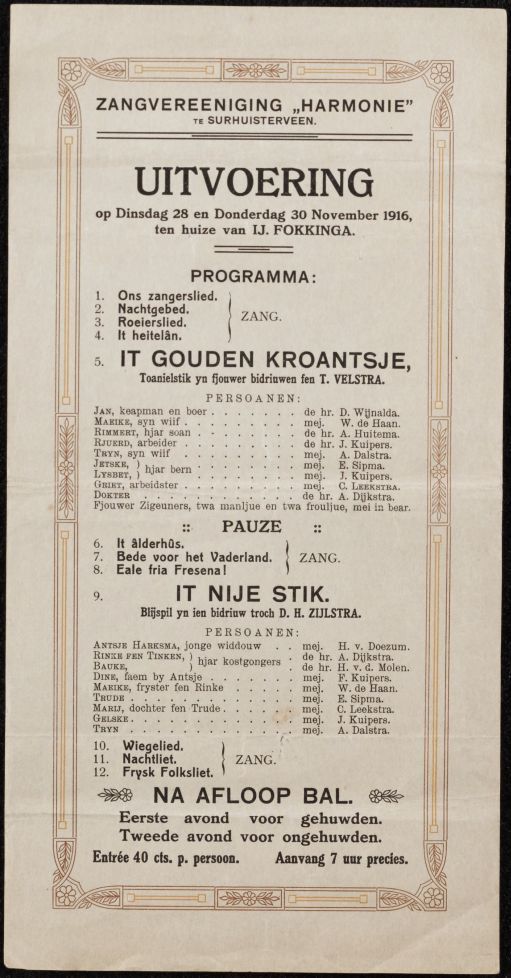 ZANGVEREENIGING „HARMONIE”
TE SURHUISTERVEEN.
UITVOERING
op Dinsdag 28 en Donderdag 30 November 1916,
ten huize van IJ. FOKKINGA.
PROGRAMMA:
1. Ons zangerslied.
2. Nachtgebed.
3. Roeierslied.
4. It heitelân.
ZANG.
5. IT GOUDEN KROANTSJE,
Toanielstik yn fjouwer bidriuwen fen T. VELSTRA.
PERSOANEN:
JAN, keapman en boer . . . . . . . de hr. D. Wijnalda.
MARIKE, syn wiif . . . . . . . . . mej. W. de Haan.
RIMMERT, hjar soan . . . . . . . . de hr. A. Huitema.
RJUERD, arbeider . . . . . . . . . de hr. J. Kuipers.
TRYN, syn wiif . . . . . . . . . . mej. A. Dalstra.
JETSKE, ) hjar bern . . . . . . . mej. E. Sipma.
LYSBET, ) . . . . . . . mej. J. Kuipers.
GRIET, arbeidster . . . . . . . . mej. C. LEEKSTRA.
DOKTER . . . . . . . . . . . . de hr. A. Dijkstra.
Fjouwer Zigeuners, twa manljue en twa frouljue, mei in bear.
:: PAUZE ::
6. It âlderhûs.
7. Bede voor het Vaderland.
8. Eale fria Fresena!
ZANG.
9. IT NIJE STIK.
Blijspil yn ien bidriuw troch D. H. ZIJLSTRA.
PERSOANEN:
ANTSJE HARKSMA, jonge widdouw . . mej. H. v. Doezum.
RINKE FEN TINKEN, ) hjar kostgongers . de hr. A. Dijkstra.
BAUKE, ) . de hr. H. v. d. Molen.
DINE, faem by Antsje . . . . . . . mej. F. Kuipers.
MARIKE, fryster fen Rinke . . . . . mej. W. de Haan.
TRUDE . . . . . . . . . . . . . mej. E. Sipma.
MARIJ, dochter fen Trude . . . . . mej. C. Leekstra.
GELSKE . . . . . . . . . . . . . mej. J. Kuipers.
TRYN . . . . . . . . . . . . . mej. A. Dalstra.
10. Wiegelied.
11. Nachtliet.
12. Frysk Folksliet.
ZANG.
NA AFLOOP BAL.
Eerste avond voor gehuwden.
Tweede avond voor ongehuwden.
Entrée 40 cts. p. persoon. Aanvang 7 uur precies.